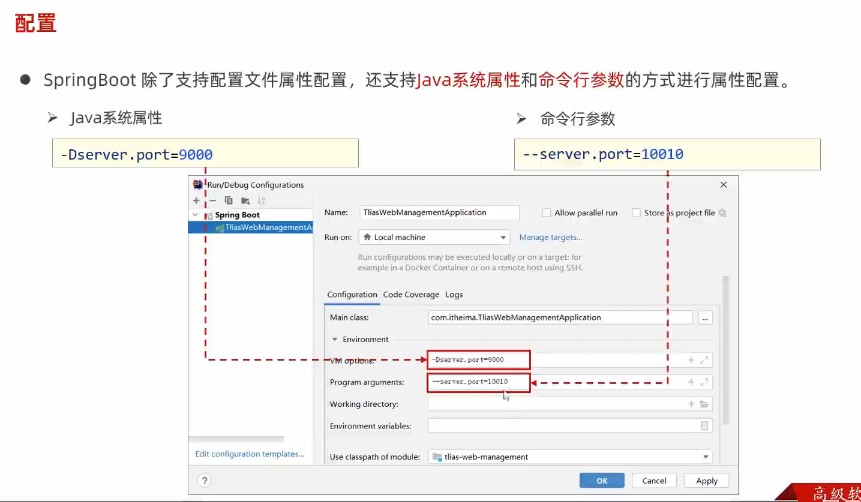 配置
● SpringBoot 除了支持配置文件属性配置，还支持Java系统属性和命令行参数的方式进行属性配置。
➢ Java系统属性
➢ 命令行参数
-Dserver.port=9000
--server.port=10010
Run/Debug Configurations
Spring Boot
TliasWebManagementA
Name: TliasWebManagementApplication
Allow parallel run
Store as project file
Run on: Local machine
Manage targets...
Run configurations may be executed locally or on a target: for
example in a Docker Container or on a remote host using SSH.
Configuration Code Coverage Logs
Main class: com.itheima.TliasWebManagementApplication
...
Environment
VM options: -Dserver.port=9000
Program arguments: --server.port=10010
Working directory:
Environment variables:
Use classpath of module: tlias-web-management
Edit configuration templates...
?
OK
Cancel
Apply
高级软